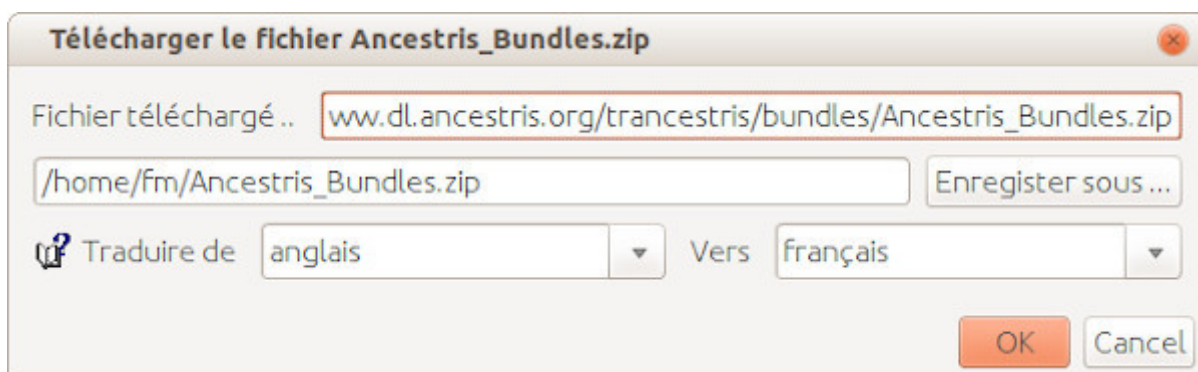 Télécharger le fichier Ancestris_Bundles.zip
Fichier téléchargé .. ww.dl.ancestris.org/trancestris/bundles/Ancestris_Bundles.zip
/home/fm/Ancestris_Bundles.zip Enregister sous ...
Traduire de anglais Vers français
OK Cancel